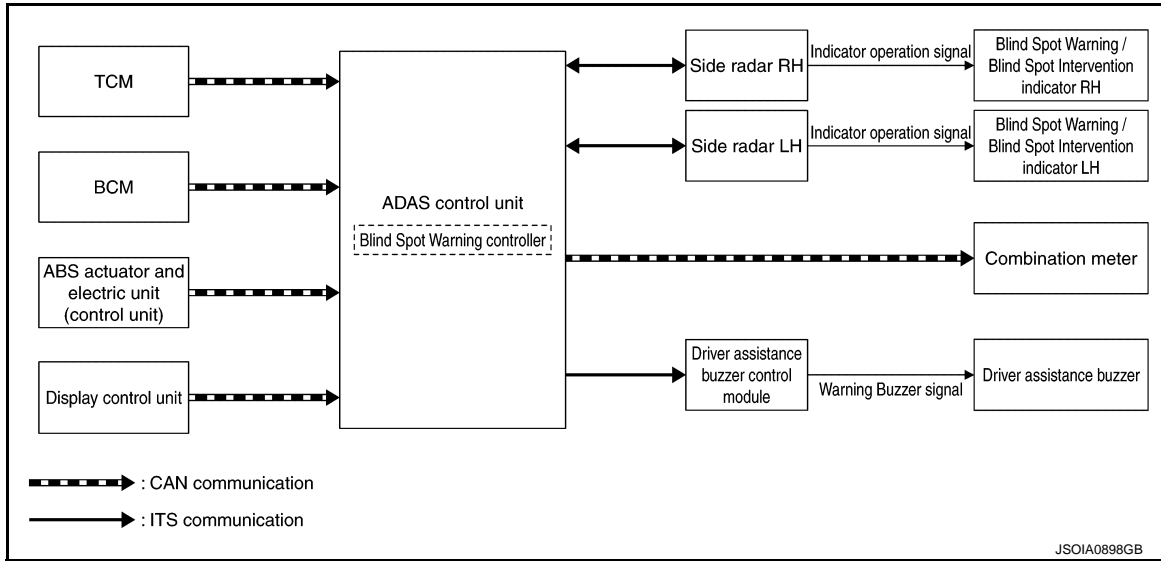 TCM
BCM
ABS actuator and
electric unit
(control unit)
Display control unit
ADAS control unit
Blind Spot Warning controller
Side radar RH
Indicator operation signal
Blind Spot Warning /
Blind Spot Intervention
indicator RH
Side radar LH
Indicator operation signal
Blind Spot Warning /
Blind Spot Intervention
indicator LH
Combination meter
Driver assistance
buzzer control
module
Warning Buzzer signal
Driver assistance buzzer
: CAN communication
: ITS communication
JSOIA0898GB